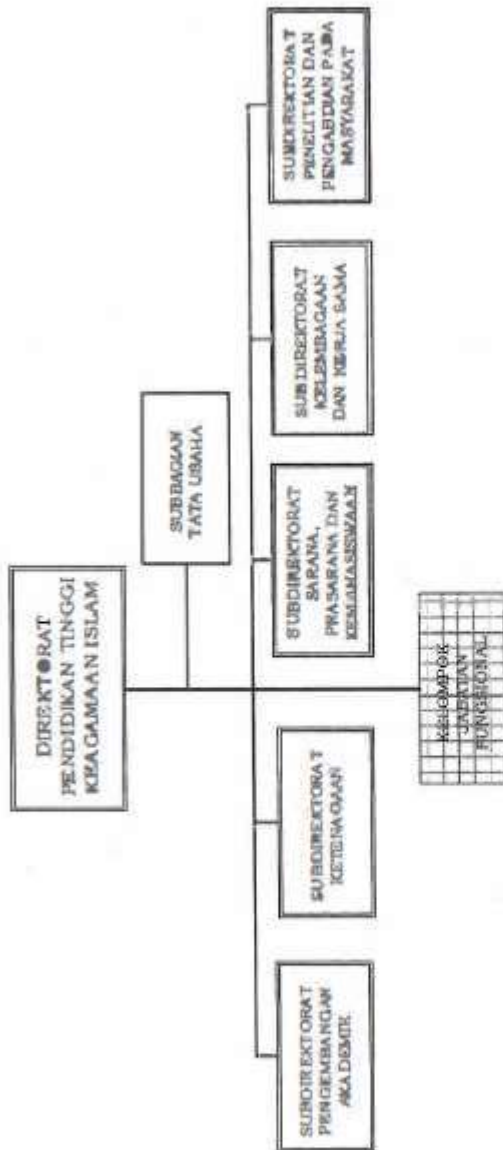 DIREKTORAT
PENDIDIKAN TINGGI
KEAGAMAAN ISLAM
SUBBAGIAN
TATA USAHA
SUBDIREKTORAT
PENGEMBANGAN
AKADEMIK
SUBDIREKTORAT
KETENAGAAN
SUBDIREKTORAT
SARANA,
PRASARANA DAN
KEMAHASISWAAN
SUBDIREKTORAT
KELEMBAGAAN
DAN KERJA SAMA
SUBDIREKTORAT
PENELITIAN DAN
PENGABDIAN PADA
MASYARAKAT
KELOMPOK
JABATAN
FUNGSIONAL